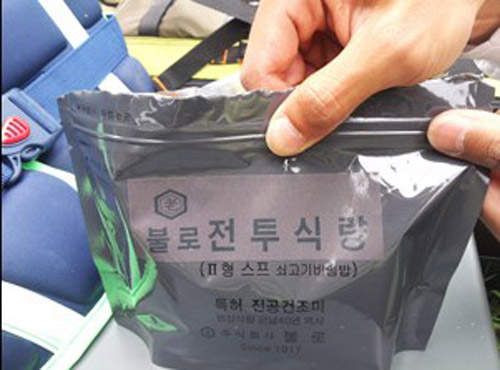 불로 전투식량
(Ⅱ형 스프 쇠고기비빔밥)
특허 진공건조미
주식회사 불로
Since 1917